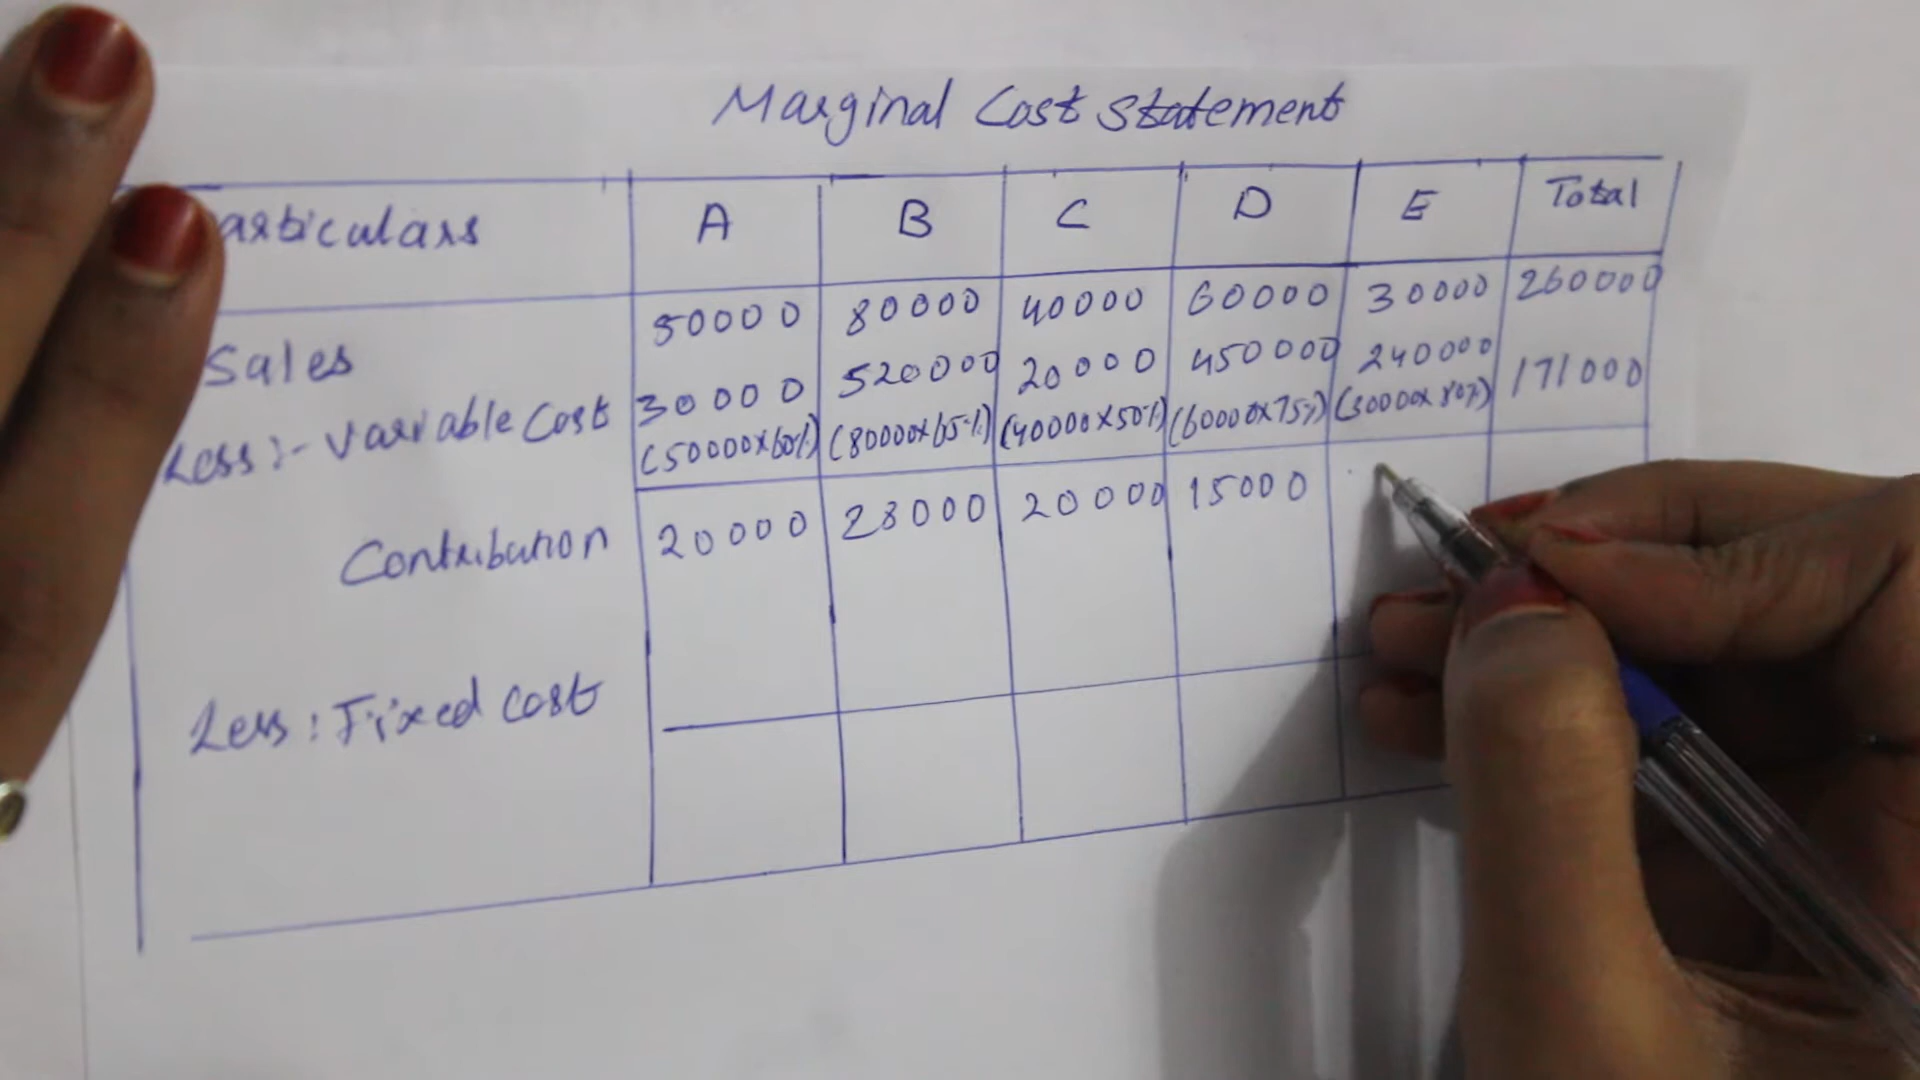 Marginal Cost Statement
articulars A B C D E Total
Sales 50000 80000 40000 60000 30000 260000
Less :- Variable Cost 30000 520000 20000 450000 240000 171000
(50000x60%) (80000x65%) (40000x50%) (60000x75%) (30000x80%)
Contribution 20000 28000 20000 15000
Less : Fixed cost